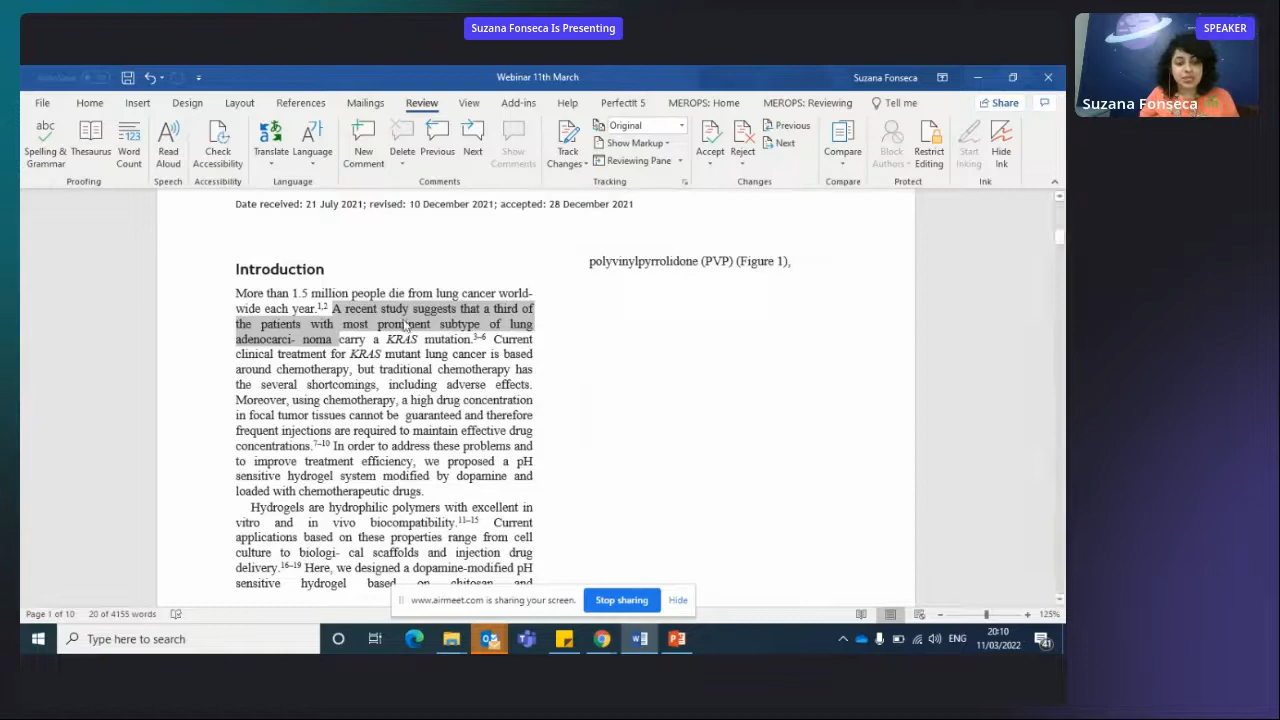 Suzana Fonseca Is Presenting
SPEAKER
Suzana Fonseca
Webinar 11th March
Suzana Fonseca
File Home Insert Design Layout References Mailings Review View Add-ins Help PerfectIt 5 MEROPS: Home MEROPS: Reviewing Tell me Share
Spelling & Grammar
Thesaurus
Word Count
Read Aloud
Check Accessibility
Translate
Language
New Comment
Delete
Previous
Next
Show Comments
Track Changes
Original
Show Markup
Reviewing Pane
Accept
Reject
Previous
Next
Compare
Block Authors
Restrict Editing
Start Inking
Hide Ink
Proofing Speech Accessibility Language Comments Tracking Changes Compare Protect Ink
Date received: 21 July 2021; revised: 10 December 2021; accepted: 28 December 2021
Introduction
More than 1.5 million people die from lung cancer world-
wide each year.1,2 A recent study suggests that a third of
the patients with most prominent subtype of lung
adenocarci- noma carry a KRAS mutation.3–6 Current
clinical treatment for KRAS mutant lung cancer is based
around chemotherapy, but traditional chemotherapy has
the several shortcomings, including adverse effects.
Moreover, using chemotherapy, a high drug concentration
in focal tumor tissues cannot be guaranteed and therefore
frequent injections are required to maintain effective drug
concentrations.7–10 In order to address these problems and
to improve treatment efficiency, we proposed a pH
sensitive hydrogel system modified by dopamine and
loaded with chemotherapeutic drugs.
Hydrogels are hydrophilic polymers with excellent in
vitro and in vivo biocompatibility.11–15 Current
applications based on these properties range from cell
culture to biologi- cal scaffolds and injection drug
delivery.16–19 Here, we designed a dopamine-modified pH
sensitive hydrogel based on chitosan and
polyvinylpyrrolidone (PVP) (Figure 1),
www.airmeet.com is sharing your screen. Stop sharing Hide
Page 1 of 10 20 of 4155 words 125%
Type here to search
ENG
20:10
11/03/2022
41